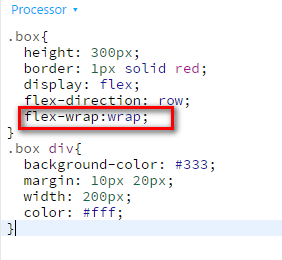 Processor
.box{
  height: 300px;
  border: 1px solid red;
  display: flex;
  flex-direction: row;
  flex-wrap:wrap;
}
.box div{
  background-color: #333;
  margin: 10px 20px;
  width: 200px;
  color: #fff;
}